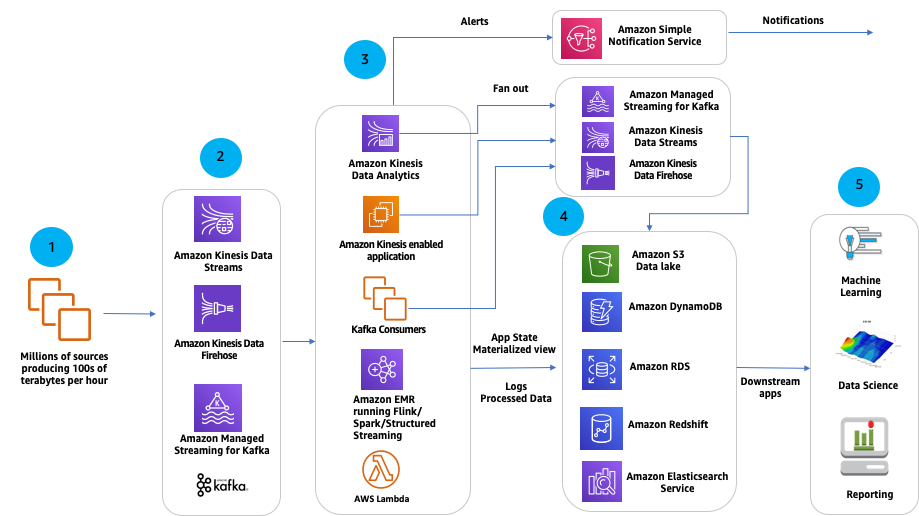 Alerts
Amazon Simple
Notification Service
Notifications
3
Fan out
Amazon Managed
Streaming for Kafka
Amazon Kinesis
Data Streams
Amazon Kinesis
Data Firehose
2
Amazon Kinesis
Data Analytics
5
4
1
Amazon Kinesis Data
Streams
Amazon Kinesis enabled
application
Amazon S3
Data lake
Machine
Learning
Amazon Kinesis Data
Firehose
Kafka Consumers
Amazon DynamoDB
Millions of sources
producing 100s of
terabytes per hour
App State
Materialized view
Logs
Processed Data
Amazon RDS
Downstream
apps
Data Science
Amazon EMR
running Flink/
Spark/Structured
Streaming
Amazon Managed
Streaming for Kafka
Amazon Redshift
kafka
AWS Lambda
Amazon Elasticsearch
Service
Reporting